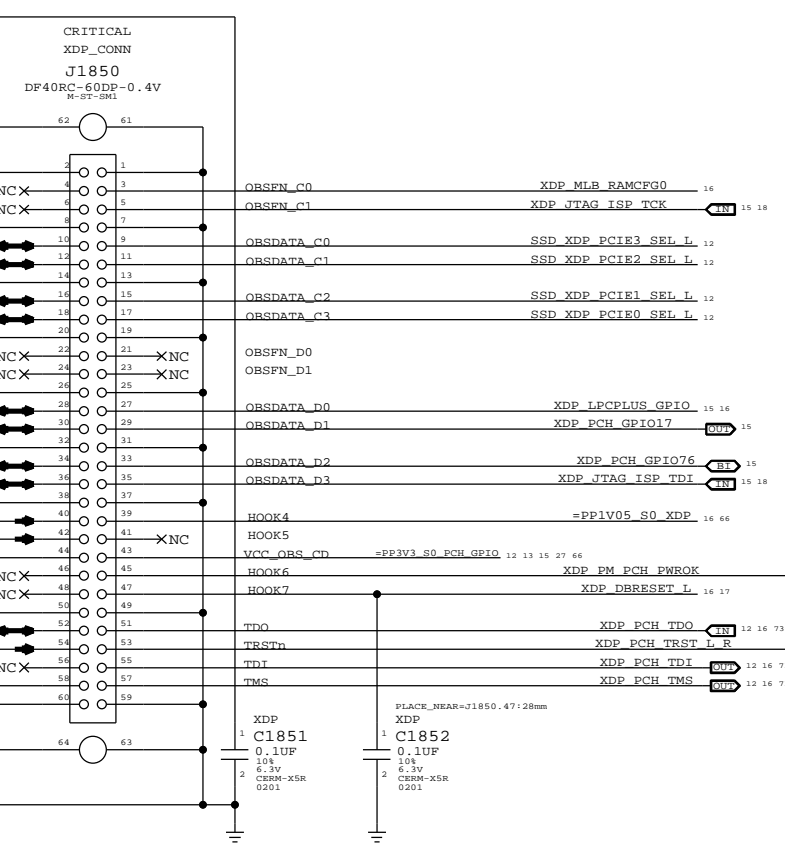 CRITICAL
XDP_CONN
J1850
DF40RC-60DP-0.4V
M-ST-SM1
62 61
2 1
NC 4 3 OBSFN_C0 XDP_MLB_RAMCFG0 16
NC 6 5 OBSFN_C1 XDP_JTAG_ISP_TCK IN 15 18
8 7
10 9 OBSDATA_C0 SSD_XDP_PCIE3_SEL_L 12
12 11 OBSDATA_C1 SSD_XDP_PCIE2_SEL_L 12
14 13
16 15 OBSDATA_C2 SSD_XDP_PCIE1_SEL_L 12
18 17 OBSDATA_C3 SSD_XDP_PCIE0_SEL_L 12
20 19
NC 22 21 NC OBSFN_D0
NC 24 23 NC OBSFN_D1
26 25
28 27 OBSDATA_D0 XDP_LPCPLUS_GPIO 15 16
30 29 OBSDATA_D1 XDP_PCH_GPIO17 OUT 15
32 31
34 33 OBSDATA_D2 XDP_PCH_GPIO76 BI 15
36 35 OBSDATA_D3 XDP_JTAG_ISP_TDI IN 15 18
38 37
40 39 HOOK4 =PP1V05_S0_XDP 16 66
42 41 NC HOOK5
44 43 VCC_OBS_CD =PP3V3_S0_PCH_GPIO 12 13 15 27 66
NC 46 45 HOOK6 XDP_PM_PCH_PWROK
NC 48 47 HOOK7 XDP_DBRESET_L 16 17
50 49
52 51 TDO XDP_PCH_TDO IN 12 16 73
54 53 TRSTn XDP_PCH_TRST_L_R
NC 56 55 TDI XDP_PCH_TDI OUT 12 16 7
58 57 TMS XDP_PCH_TMS OUT 12 16 7
60 59
64 63
PLACE_NEAR=J1850.47:28mm
XDP XDP
1 C1851 1 C1852
0.1UF 0.1UF
10% 10%
6.3V 6.3V
2 CERM-X5R 2 CERM-X5R
0201 0201